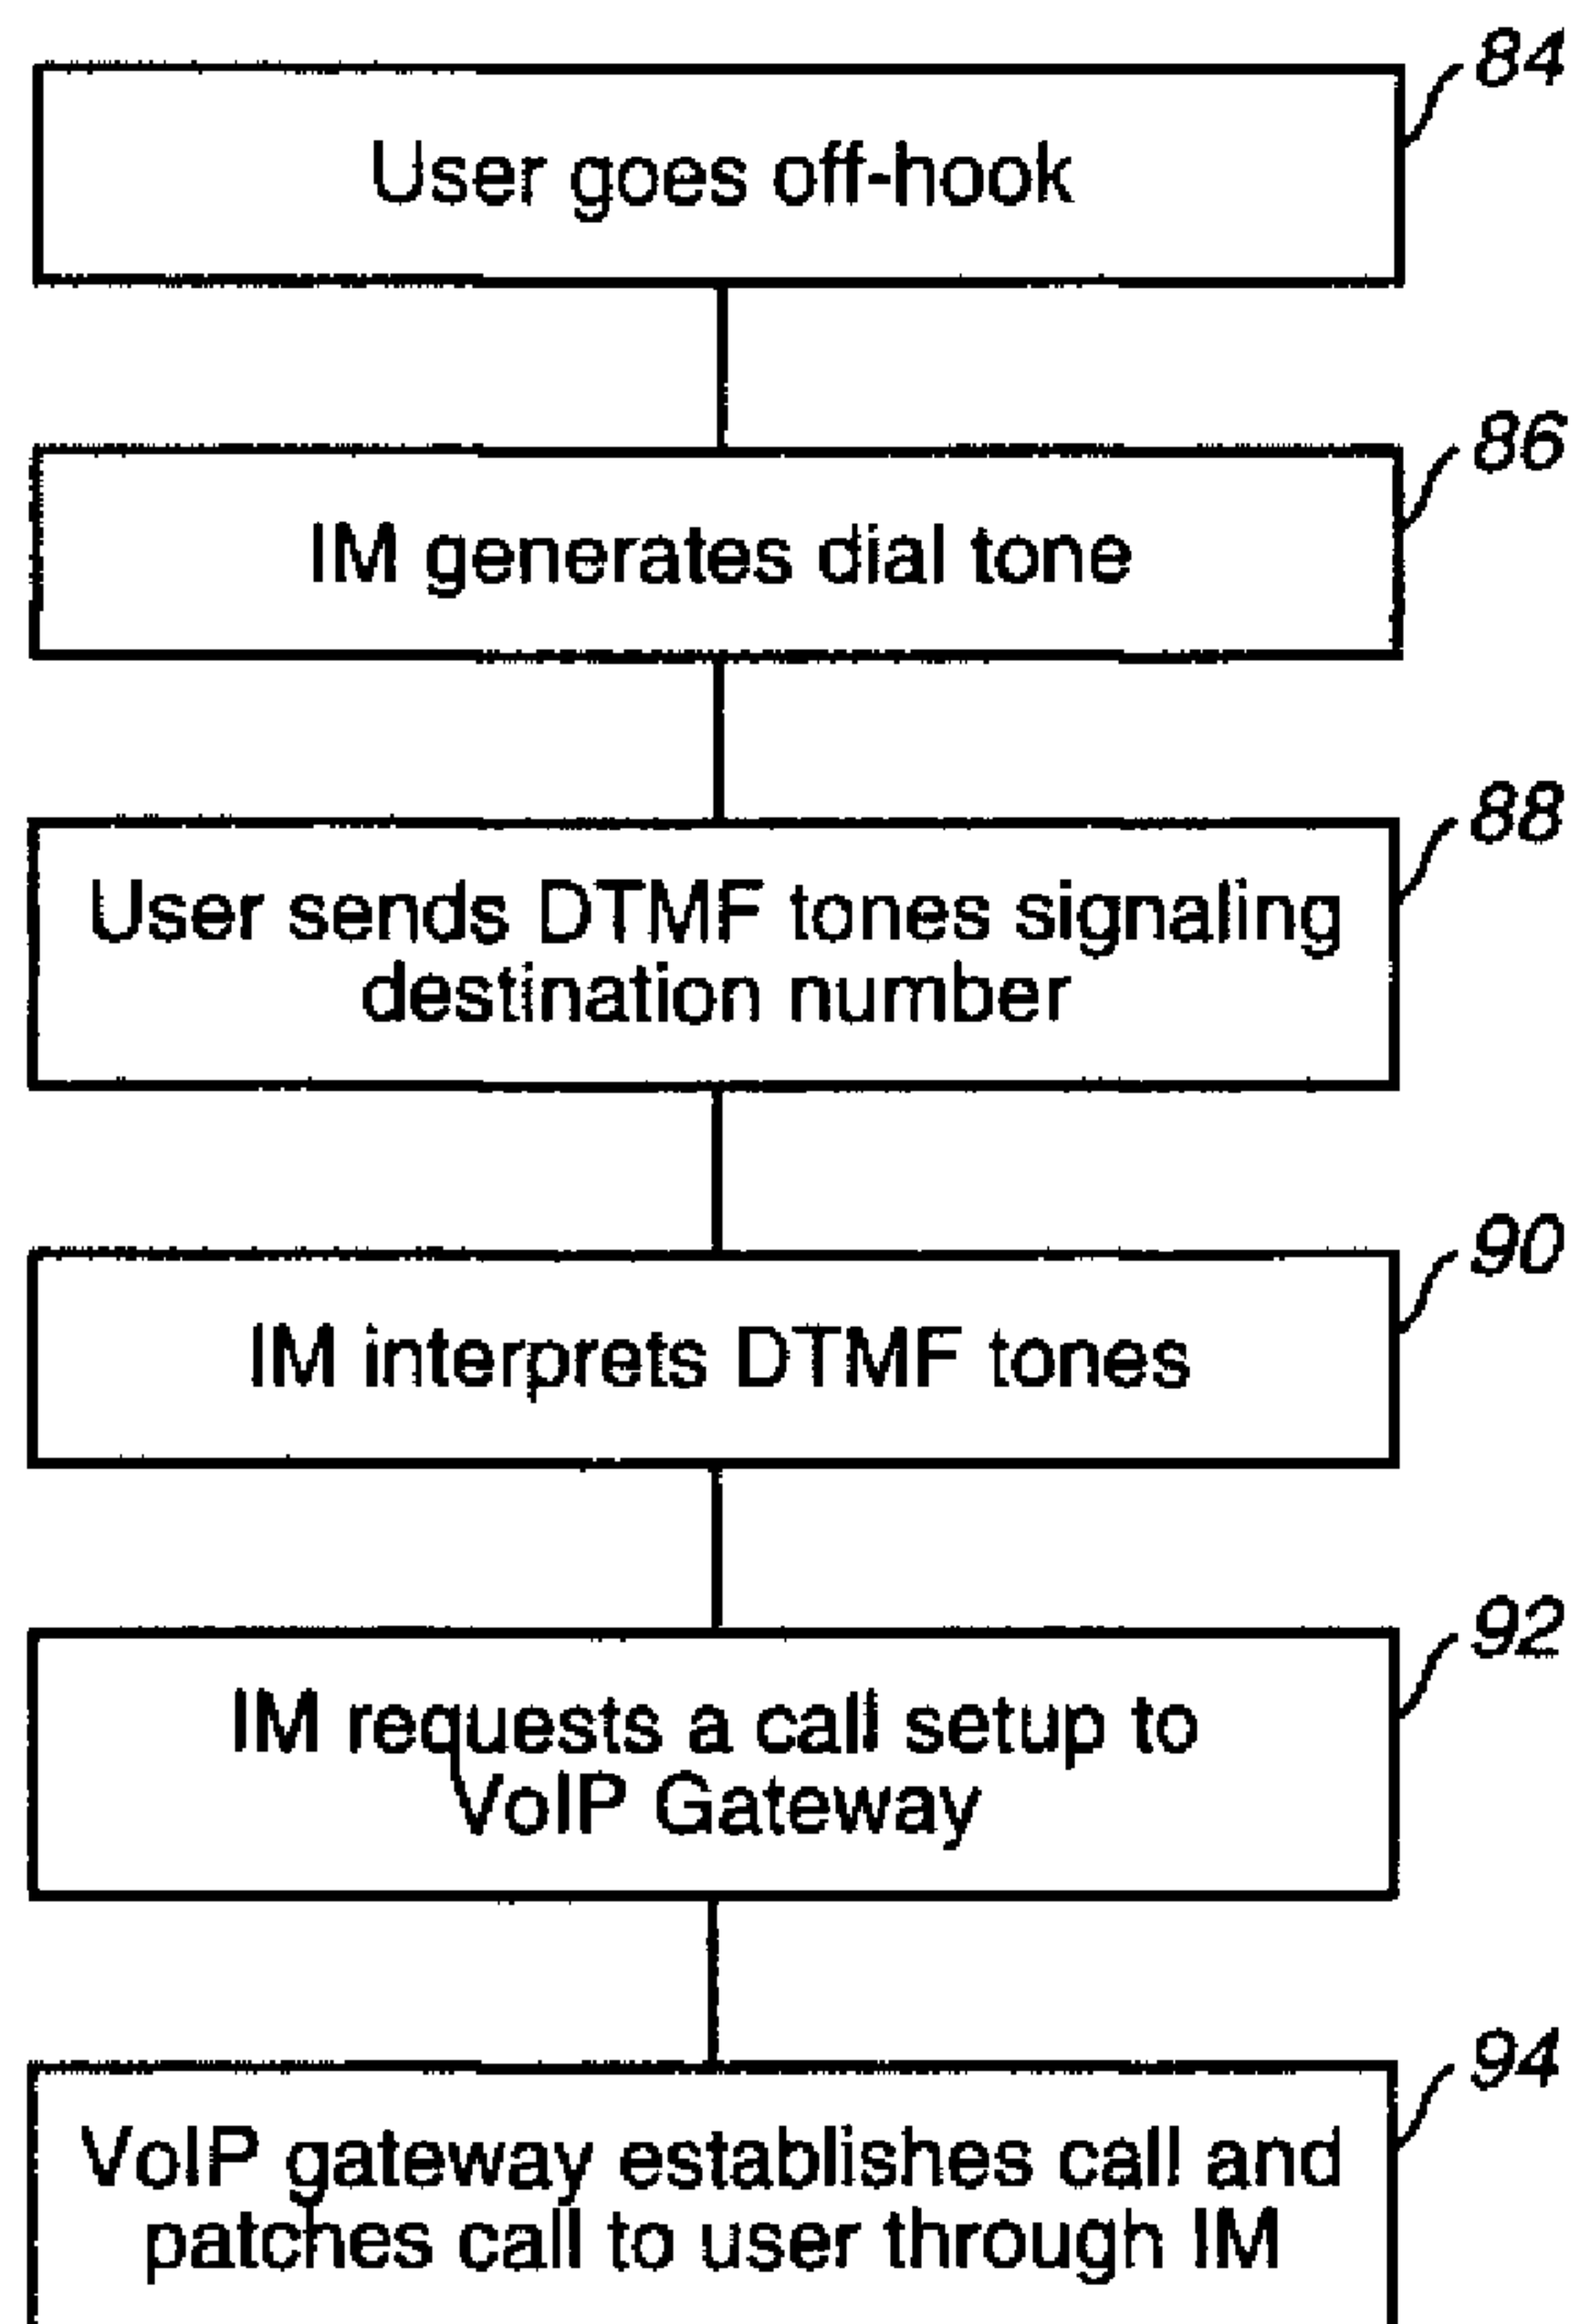 84
User goes off-hook
86
IM generates dial tone
88
User sends DTMF tones signaling
destination number
90
IM interprets DTMF tones
92
IM requests a call setup to
VoIP Gateway
94
VoIP gateway establishes call and
patches call to user through IM